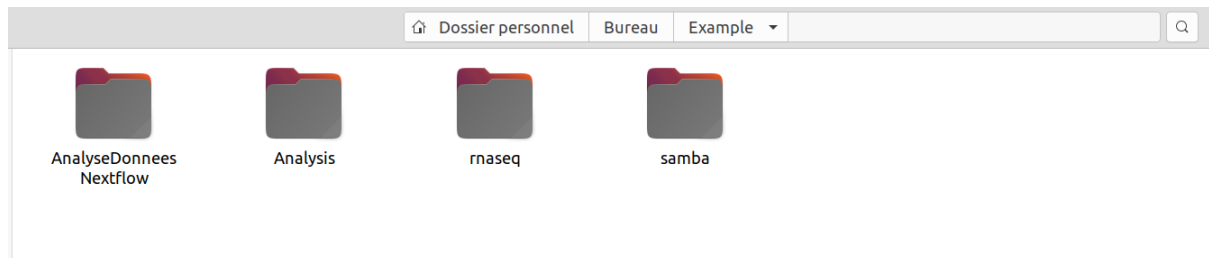 Dossier personnel Bureau Example
AnalyseDonnees
Nextflow
Analysis
rnaseq
samba